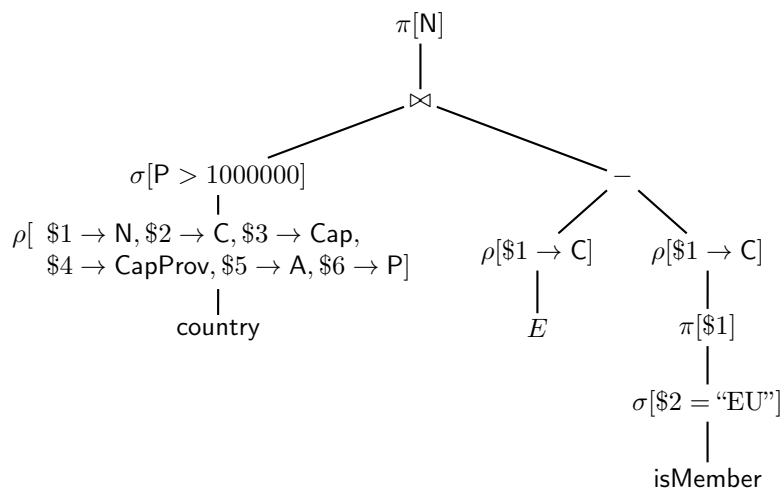 π[N]
⋈
σ[P > 1000000]
−
ρ[ $1 → N, $2 → C, $3 → Cap,
$4 → CapProv, $5 → A, $6 → P]
ρ[$1 → C]
ρ[$1 → C]
country
E
π[$1]
σ[$2 = “EU”]
isMember